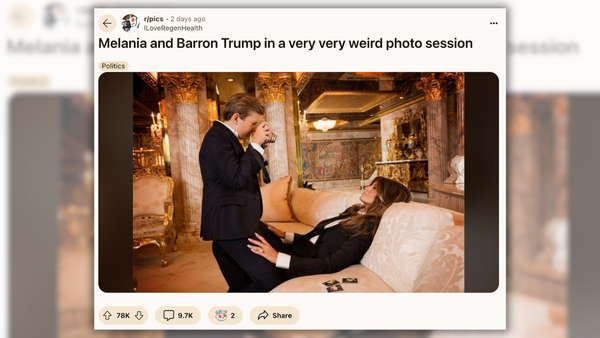 r/pics • 2 days ago
ILoveRegenHealth
Melania and Barron Trump in a very very weird photo session
Politics
78K
9.7K
2
Share